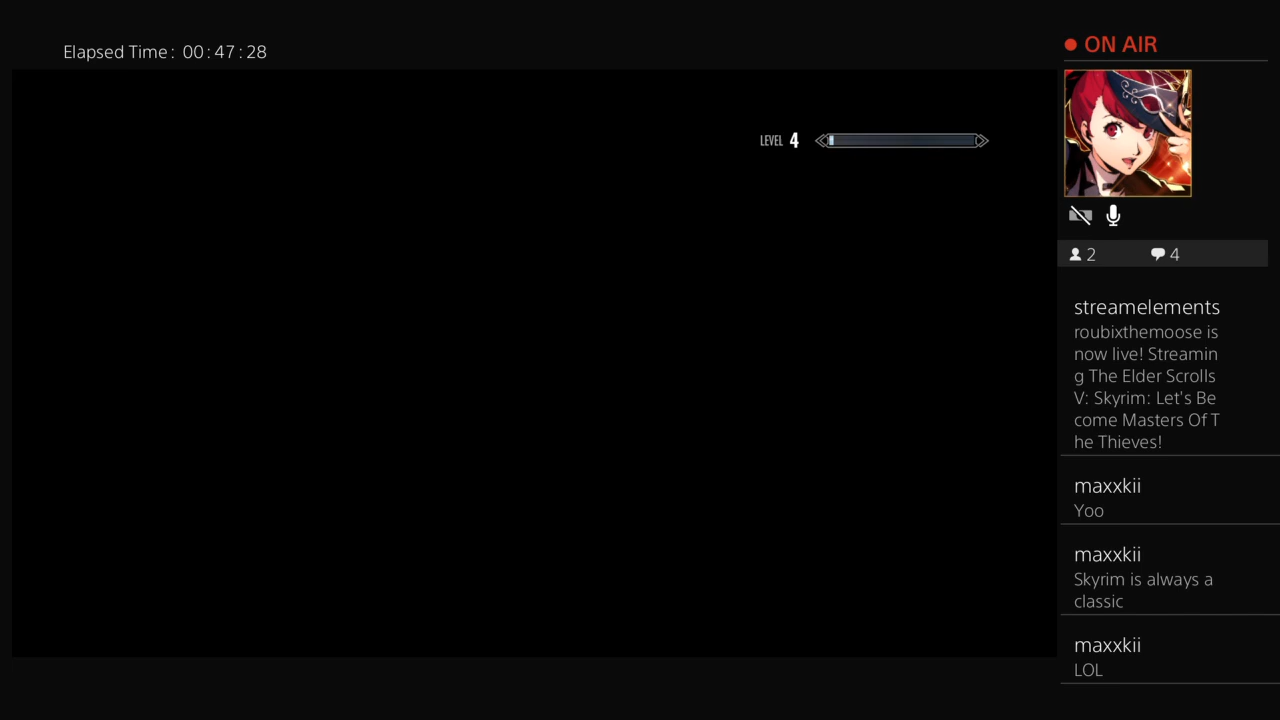 Elapsed Time: 00:47:28
ON AIR
LEVEL 4
2 4
streamelements
roubixthemoose is
now live! Streamin
g The Elder Scrolls
V: Skyrim: Let's Be
come Masters Of T
he Thieves!
maxxkii
Yoo
maxxkii
Skyrim is always a
classic
maxxkii
LOL